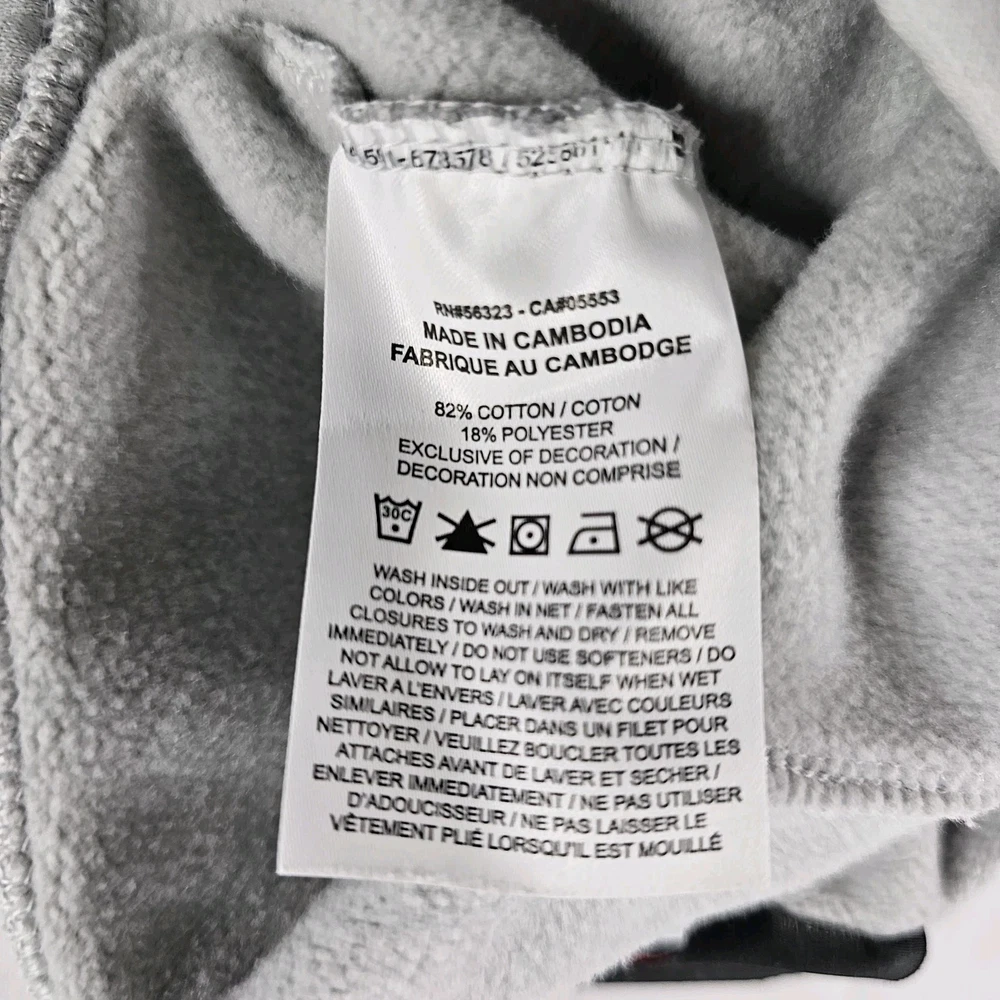 RN#56323 - CA#05553
MADE IN CAMBODIA
FABRIQUE AU CAMBODGE
82% COTTON / COTON
18% POLYESTER
EXCLUSIVE OF DECORATION /
DECORATION NON COMPRISE
30C
WASH INSIDE OUT / WASH WITH LIKE
COLORS / WASH IN NET / FASTEN ALL
CLOSURES TO WASH AND DRY / REMOVE
IMMEDIATELY / DO NOT USE SOFTENERS / DO
NOT ALLOW TO LAY ON ITSELF WHEN WET
LAVER A L'ENVERS / LAVER AVEC COULEURS
SIMILAIRES / PLACER DANS UN FILET POUR
NETTOYER / VEUILLEZ BOUCLER TOUTES LES
ATTACHES AVANT DE LAVER ET SECHER /
ENLEVER IMMEDIATEMENT / NE PAS UTILISER
D'ADOUCISSEUR / NE PAS LAISSER LE
VÊTEMENT PLIÉ LORSQU'IL EST MOUILLÉ